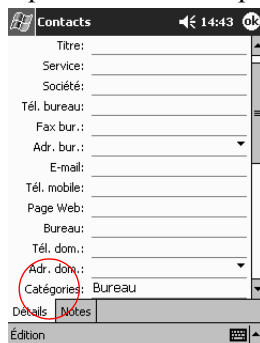 Contacts 14:43 ok
Titre:
Service:
Société:
Tél. bureau:
Fax bur.:
Adr. bur.:
E-mail:
Tél. mobile:
Page Web:
Bureau:
Tél. dom.:
Adr. dom.:
Catégories: Bureau
Détails Notes
Édition